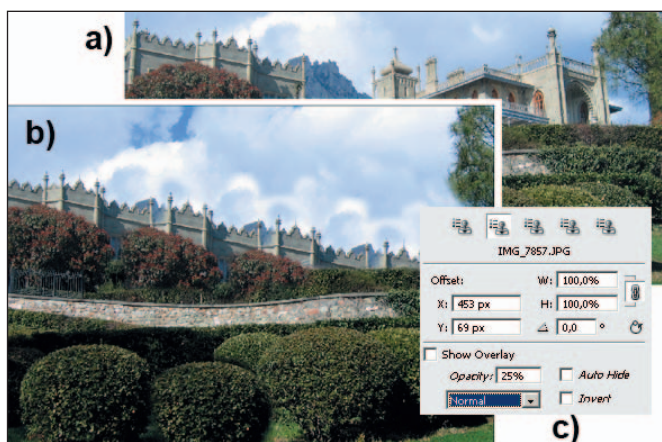 a)
b)
IMG_7857.JPG
Offset:
W: 100,0%
X: 453 px
H: 100,0%
Y: 69 px
0,0 °
Show Overlay
Opacity: 25%
Auto Hide
Normal
Invert
c)